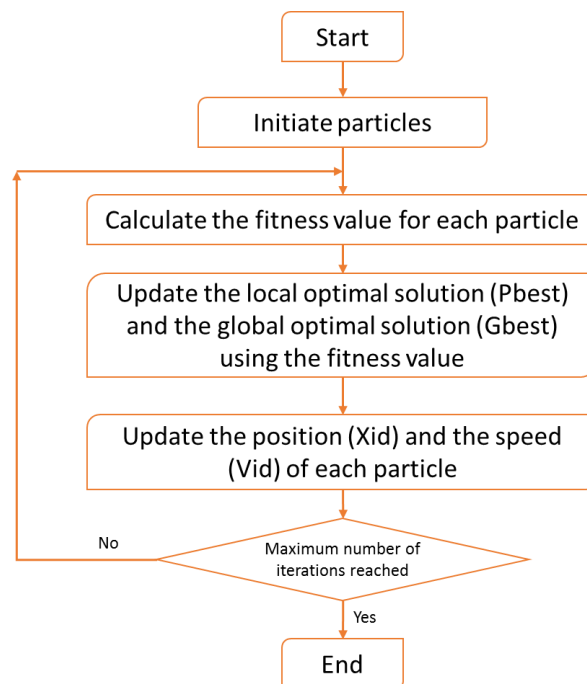 Start
Initiate particles
Calculate the fitness value for each particle
Update the local optimal solution (Pbest)
and the global optimal solution (Gbest)
using the fitness value
Update the position (Xid) and the speed
(Vid) of each particle
No
Maximum number of
iterations reached
Yes
End